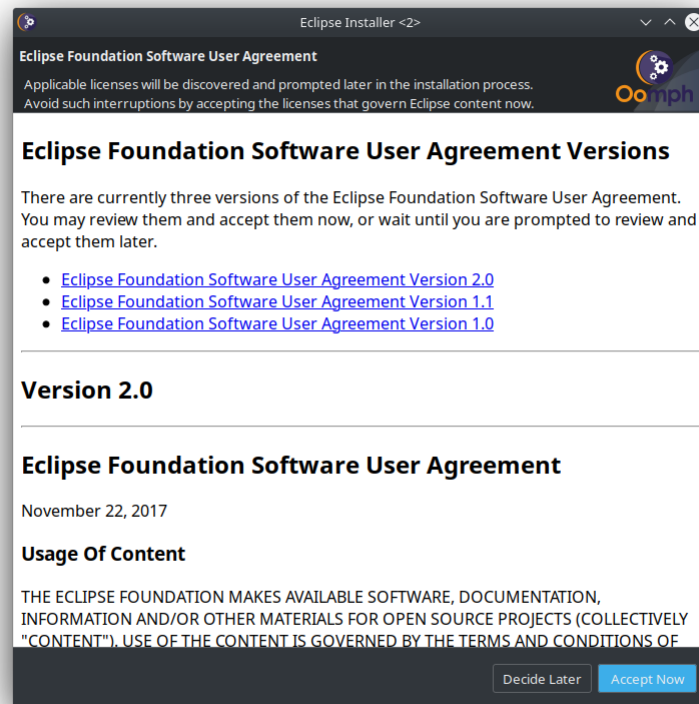 Eclipse Installer <2>
Eclipse Foundation Software User Agreement
Applicable licenses will be discovered and prompted later in the installation process.
Avoid such interruptions by accepting the licenses that govern Eclipse content now.
Oomph
Eclipse Foundation Software User Agreement Versions
There are currently three versions of the Eclipse Foundation Software User Agreement.
You may review them and accept them now, or wait until you are prompted to review and
accept them later.
• Eclipse Foundation Software User Agreement Version 2.0
• Eclipse Foundation Software User Agreement Version 1.1
• Eclipse Foundation Software User Agreement Version 1.0
Version 2.0
Eclipse Foundation Software User Agreement
November 22, 2017
Usage Of Content
THE ECLIPSE FOUNDATION MAKES AVAILABLE SOFTWARE, DOCUMENTATION,
INFORMATION AND/OR OTHER MATERIALS FOR OPEN SOURCE PROJECTS (COLLECTIVELY
"CONTENT"). USE OF THE CONTENT IS GOVERNED BY THE TERMS AND CONDITIONS OF
Decide Later
Accept Now